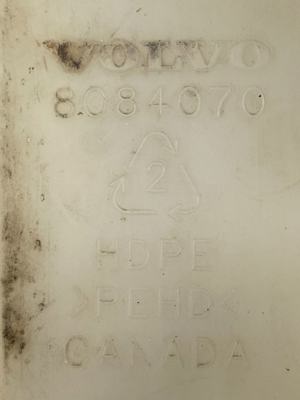 VOLVO
8084070
2
HDPE
>PEHD<
CANADA